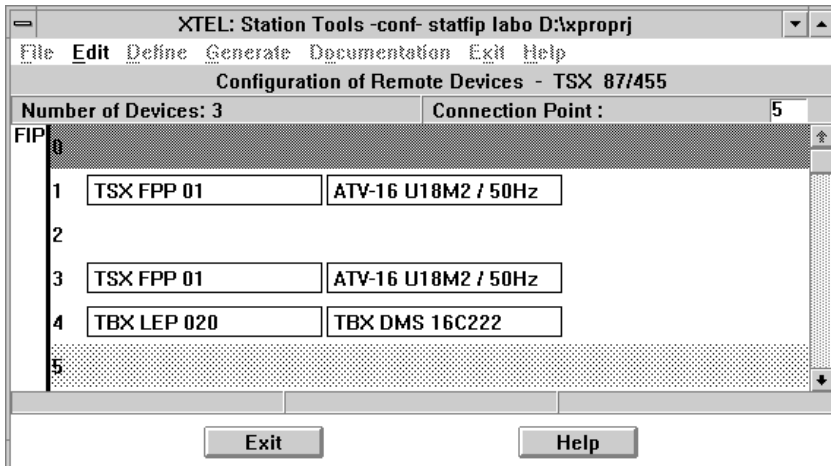 XTEL: Station Tools -conf- statfip labo D:\xproprj
File Edit Define Generate Documentation Exit Help
Configuration of Remote Devices - TSX 87/455
Number of Devices: 3 Connection Point : 5
FIP 0
1 TSX FPP 01 ATV-16 U18M2 / 50Hz
2
3 TSX FPP 01 ATV-16 U18M2 / 50Hz
4 TBX LEP 020 TBX DMS 16C222
5
Exit Help